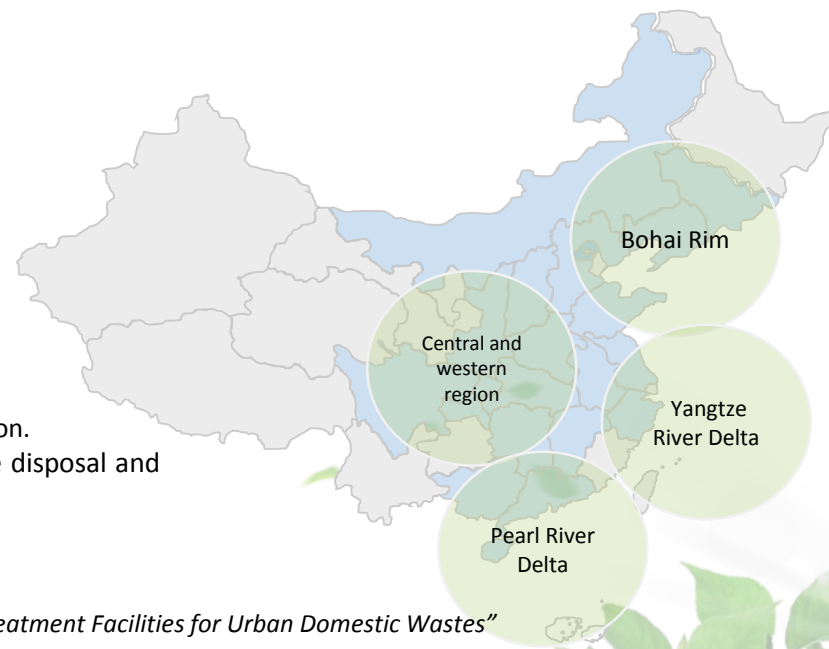 Bohai Rim
Central and
western
region
Yangtze
River Delta
on.
disposal and
Pearl River
Delta
eatment Facilities for Urban Domestic Wastes”